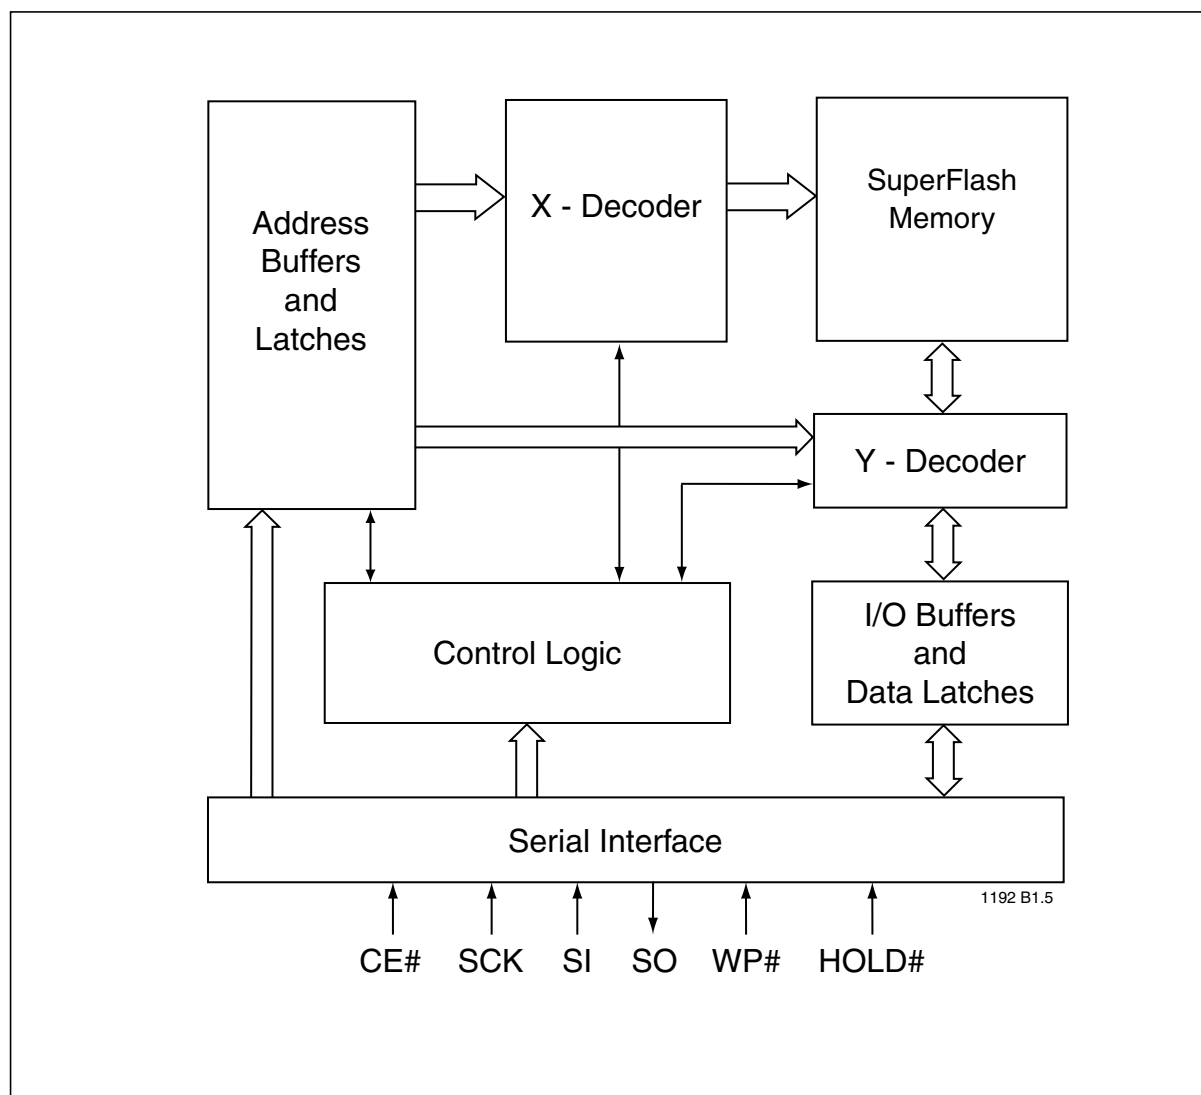 Address
Buffers
and
Latches
X - Decoder
SuperFlash
Memory
Y - Decoder
Control Logic
I/O Buffers
and
Data Latches
Serial Interface
1192 B1.5
CE# SCK SI SO WP# HOLD#